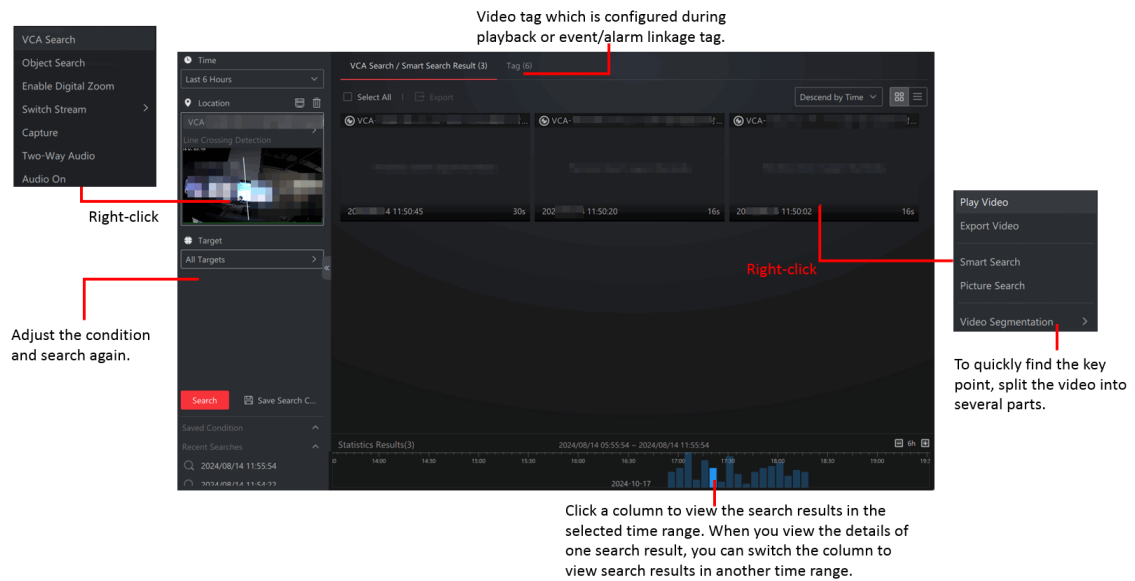 Video tag which is configured during
playback or event/alarm linkage tag.
VCA Search
Object Search
Enable Digital Zoom
Switch Stream
Capture
Two-Way Audio
Audio On
Right-click
Time
Last 6 Hours
Location
VCA
Line Crossing Detection
Target
All Targets
Adjust the condition
and search again.
Search
Save Search C...
Saved Condition
Recent Searches
2024/08/14 11:55:54
2024/08/14 11:54:22
VCA Search / Smart Search Result (3)
Tag (6)
Select All
Export
Descend by Time
VCA-
VCA-
VCA-
4 11:50:45
30s
11:50:20
16s
11:50:02
16s
Right-click
Play Video
Export Video
Smart Search
Picture Search
Video Segmentation
To quickly find the key
point, split the video into
several parts.
Statistics Results(3)
2024/08/14 05:55:54 ~ 2024/08/14 11:55:54
6h
14:00 14:30 15:00 15:30 16:00 16:30 17:00 17:30 18:00 18:30 19:00
2024-10-17
Click a column to view the search results in the
selected time range. When you view the details of
one search result, you can switch the column to
view search results in another time range.